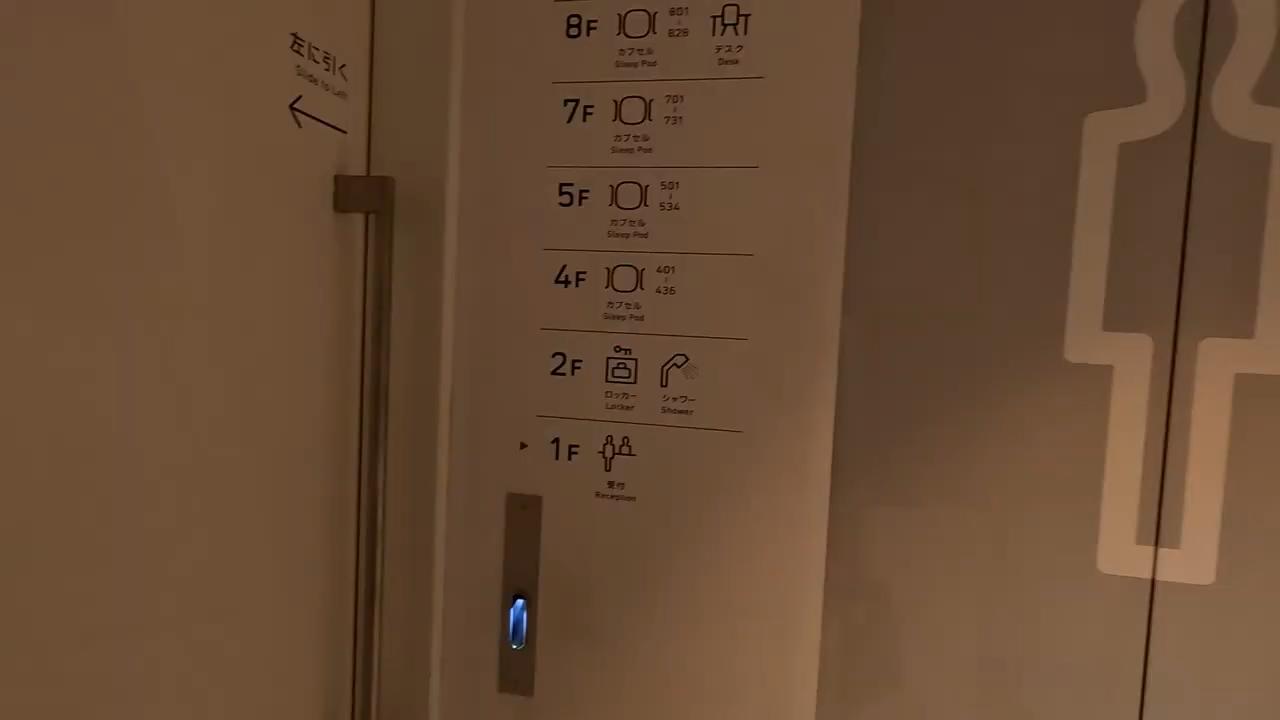 左に引く
Slide to Left
8F
801
828
カプセル
Sleep Pod
デスク
Desk
7F
701
731
カプセル
Sleep Pod
5F
501
534
カプセル
Sleep Pod
4F
401
436
カプセル
Sleep Pod
2F
ロッカー
Locker
シャワー
Shower
1F
受付
Reception